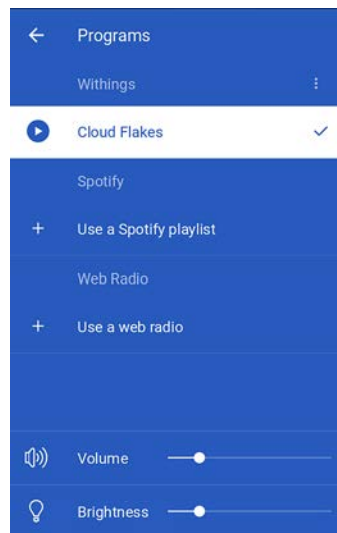 Programs
Withings
Cloud Flakes
Spotify
Use a Spotify playlist
Web Radio
Use a web radio
Volume
Brightness